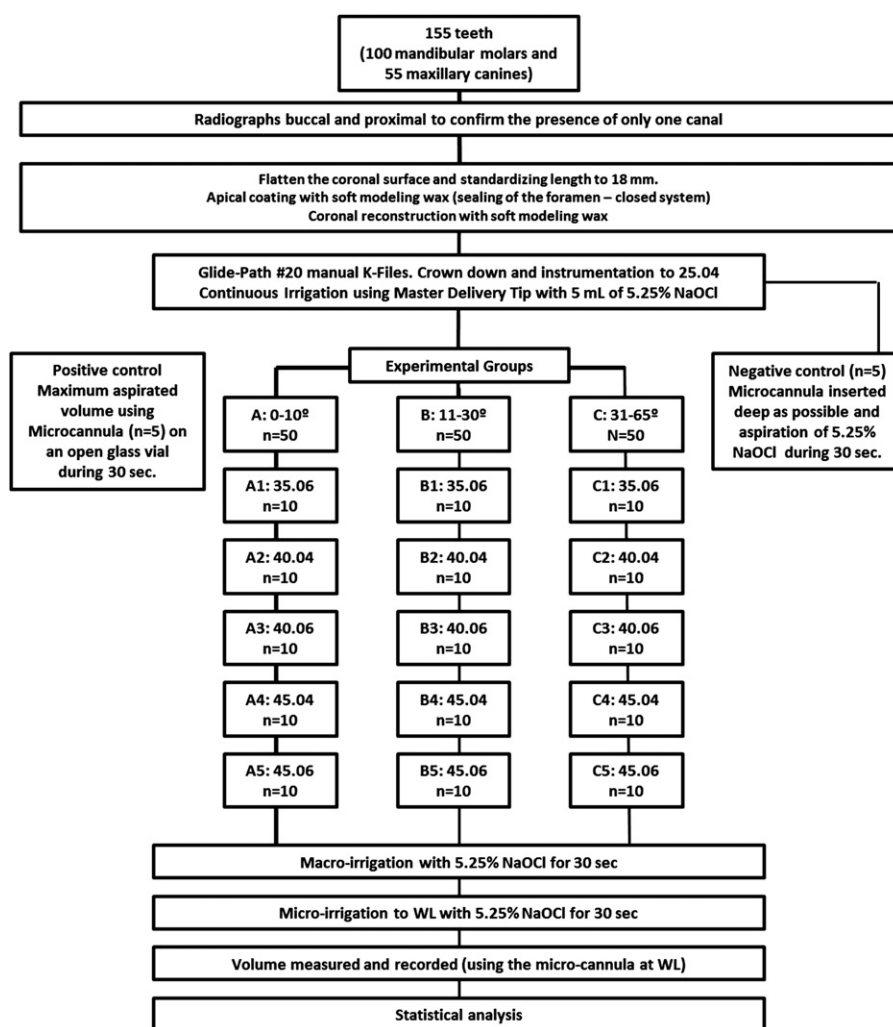 155 teeth
(100 mandibular molars and
55 maxillary canines)
Radiographs buccal and proximal to confirm the presence of only one canal
Flatten the coronal surface and standardizing length to 18 mm.
Apical coating with soft modeling wax (sealing of the foramen – closed system)
Coronal reconstruction with soft modeling wax
Glide-Path #20 manual K-Files. Crown down and instrumentation to 25.04
Continuous Irrigation using Master Delivery Tip with 5 mL of 5.25% NaOCl
Positive control
Maximum aspirated
volume using
Microcannula (n=5) on
an open glass vial
during 30 sec.
Experimental Groups
Negative control (n=5)
Microcannula inserted
deep as possible and
aspiration of 5.25%
NaOCl during 30 sec.
A: 0-10º
n=50
B: 11-30º
n=50
C: 31-65º
N=50
A1: 35.06
n=10
B1: 35.06
n=10
C1: 35.06
n=10
A2: 40.04
n=10
B2: 40.04
n=10
C2: 40.04
n=10
A3: 40.06
n=10
B3: 40.06
n=10
C3: 40.06
n=10
A4: 45.04
n=10
B4: 45.04
n=10
C4: 45.04
n=10
A5: 45.06
n=10
B5: 45.06
n=10
C5: 45.06
n=10
Macro-irrigation with 5.25% NaOCl for 30 sec
Micro-irrigation to WL with 5.25% NaOCl for 30 sec
Volume measured and recorded (using the micro-cannula at WL)
Statistical analysis